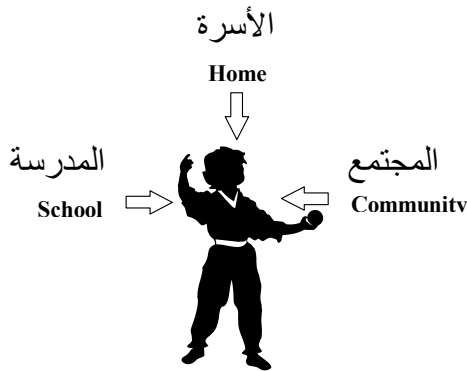 الأسرة
Home
المدرسة
School
المجتمع
Community